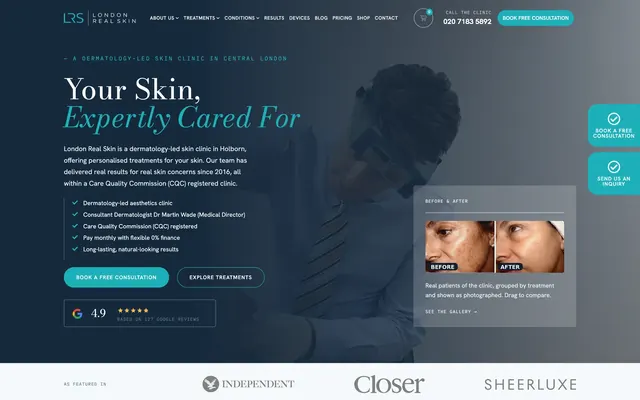 LRS LONDON REAL SKIN
ABOUT US TREATMENTS CONDITIONS RESULTS DEVICES BLOG PRICING SHOP CONTACT
CALL THE CLINIC
020 7183 5892
BOOK FREE CONSULTATION
— A DERMATOLOGY-LED SKIN CLINIC IN CENTRAL LONDON
Your Skin,
Expertly Cared For
London Real Skin is a dermatology-led skin clinic in Holborn,
offering personalised treatments for your skin. Our team has
delivered real results for real skin concerns since 2016, all
within a Care Quality Commission (CQC) registered clinic.
Dermatology-led aesthetics clinic
Consultant Dermatologist Dr Martin Wade (Medical Director)
Care Quality Commission (CQC) registered
Pay monthly with flexible 0% finance
Long-lasting, natural-looking results
BOOK A FREE CONSULTATION
EXPLORE TREATMENTS
G 4.9 ★★★★★
BOOK A FREE
CONSULTATION
SEND US AN
INQUIRY
BEFORE & AFTER
BEFORE
AFTER
Real patients of the clinic, grouped by treatment
and shown as photographed. Drag to compare.
SEE THE GALLERY →
AS FEATURED IN
INDEPENDENT
Closer
SHEERLUXE